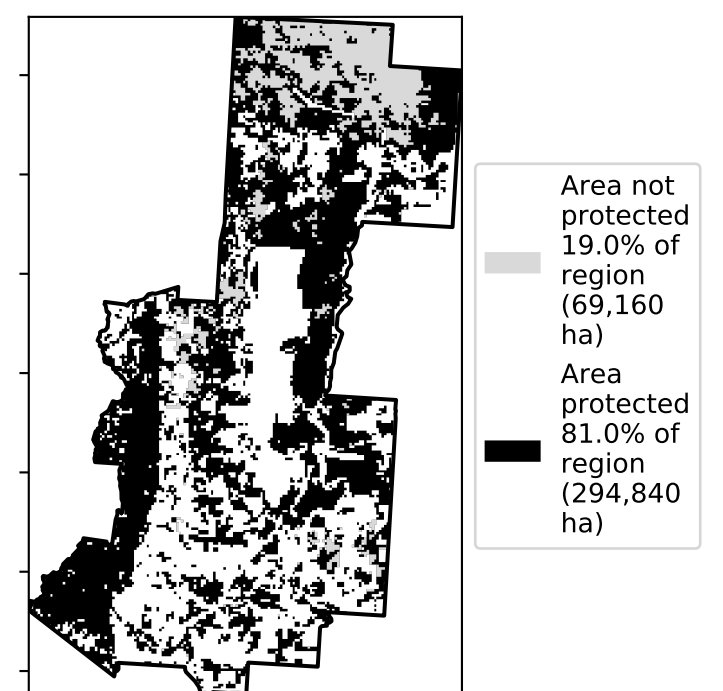 Area not
protected
19.0% of
region
(69,160
ha)
Area
protected
81.0% of
region
(294,840
ha)